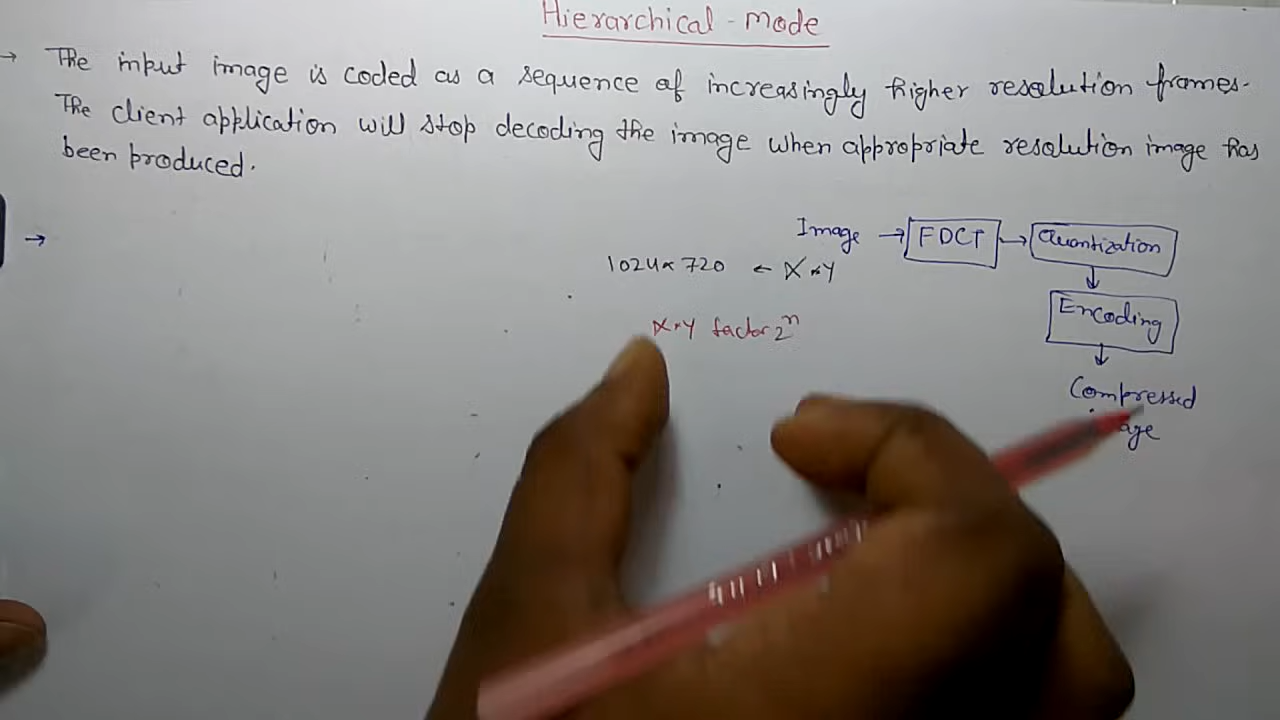 Hierarchical - mode
→ The input image is coded as a sequence of increasingly higher resolution frames.
The client application will stop decoding the image when appropriate resolution image has
been produced.
→
Image → FDCT → Quantization
1024 x 720 ← X * Y
Encoding
X * Y factor 2ⁿ
Compressed